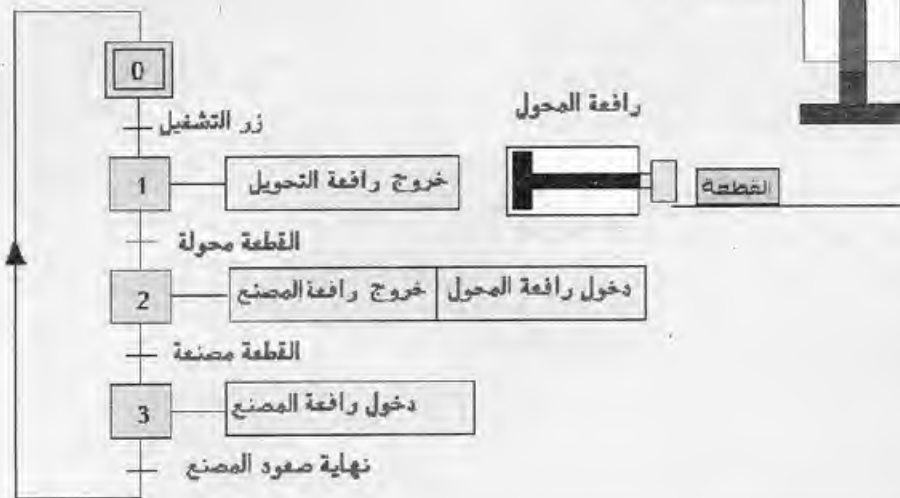 0
زر التشغيل
رافعة المحول
1
خروج رافعة التحويل
القطعة
القطعة محولة
2
خروج رافعة المصنع
دخول رافعة المحول
القطعة مصنعة
3
دخول رافعة المصنع
نهاية صعود المصنع